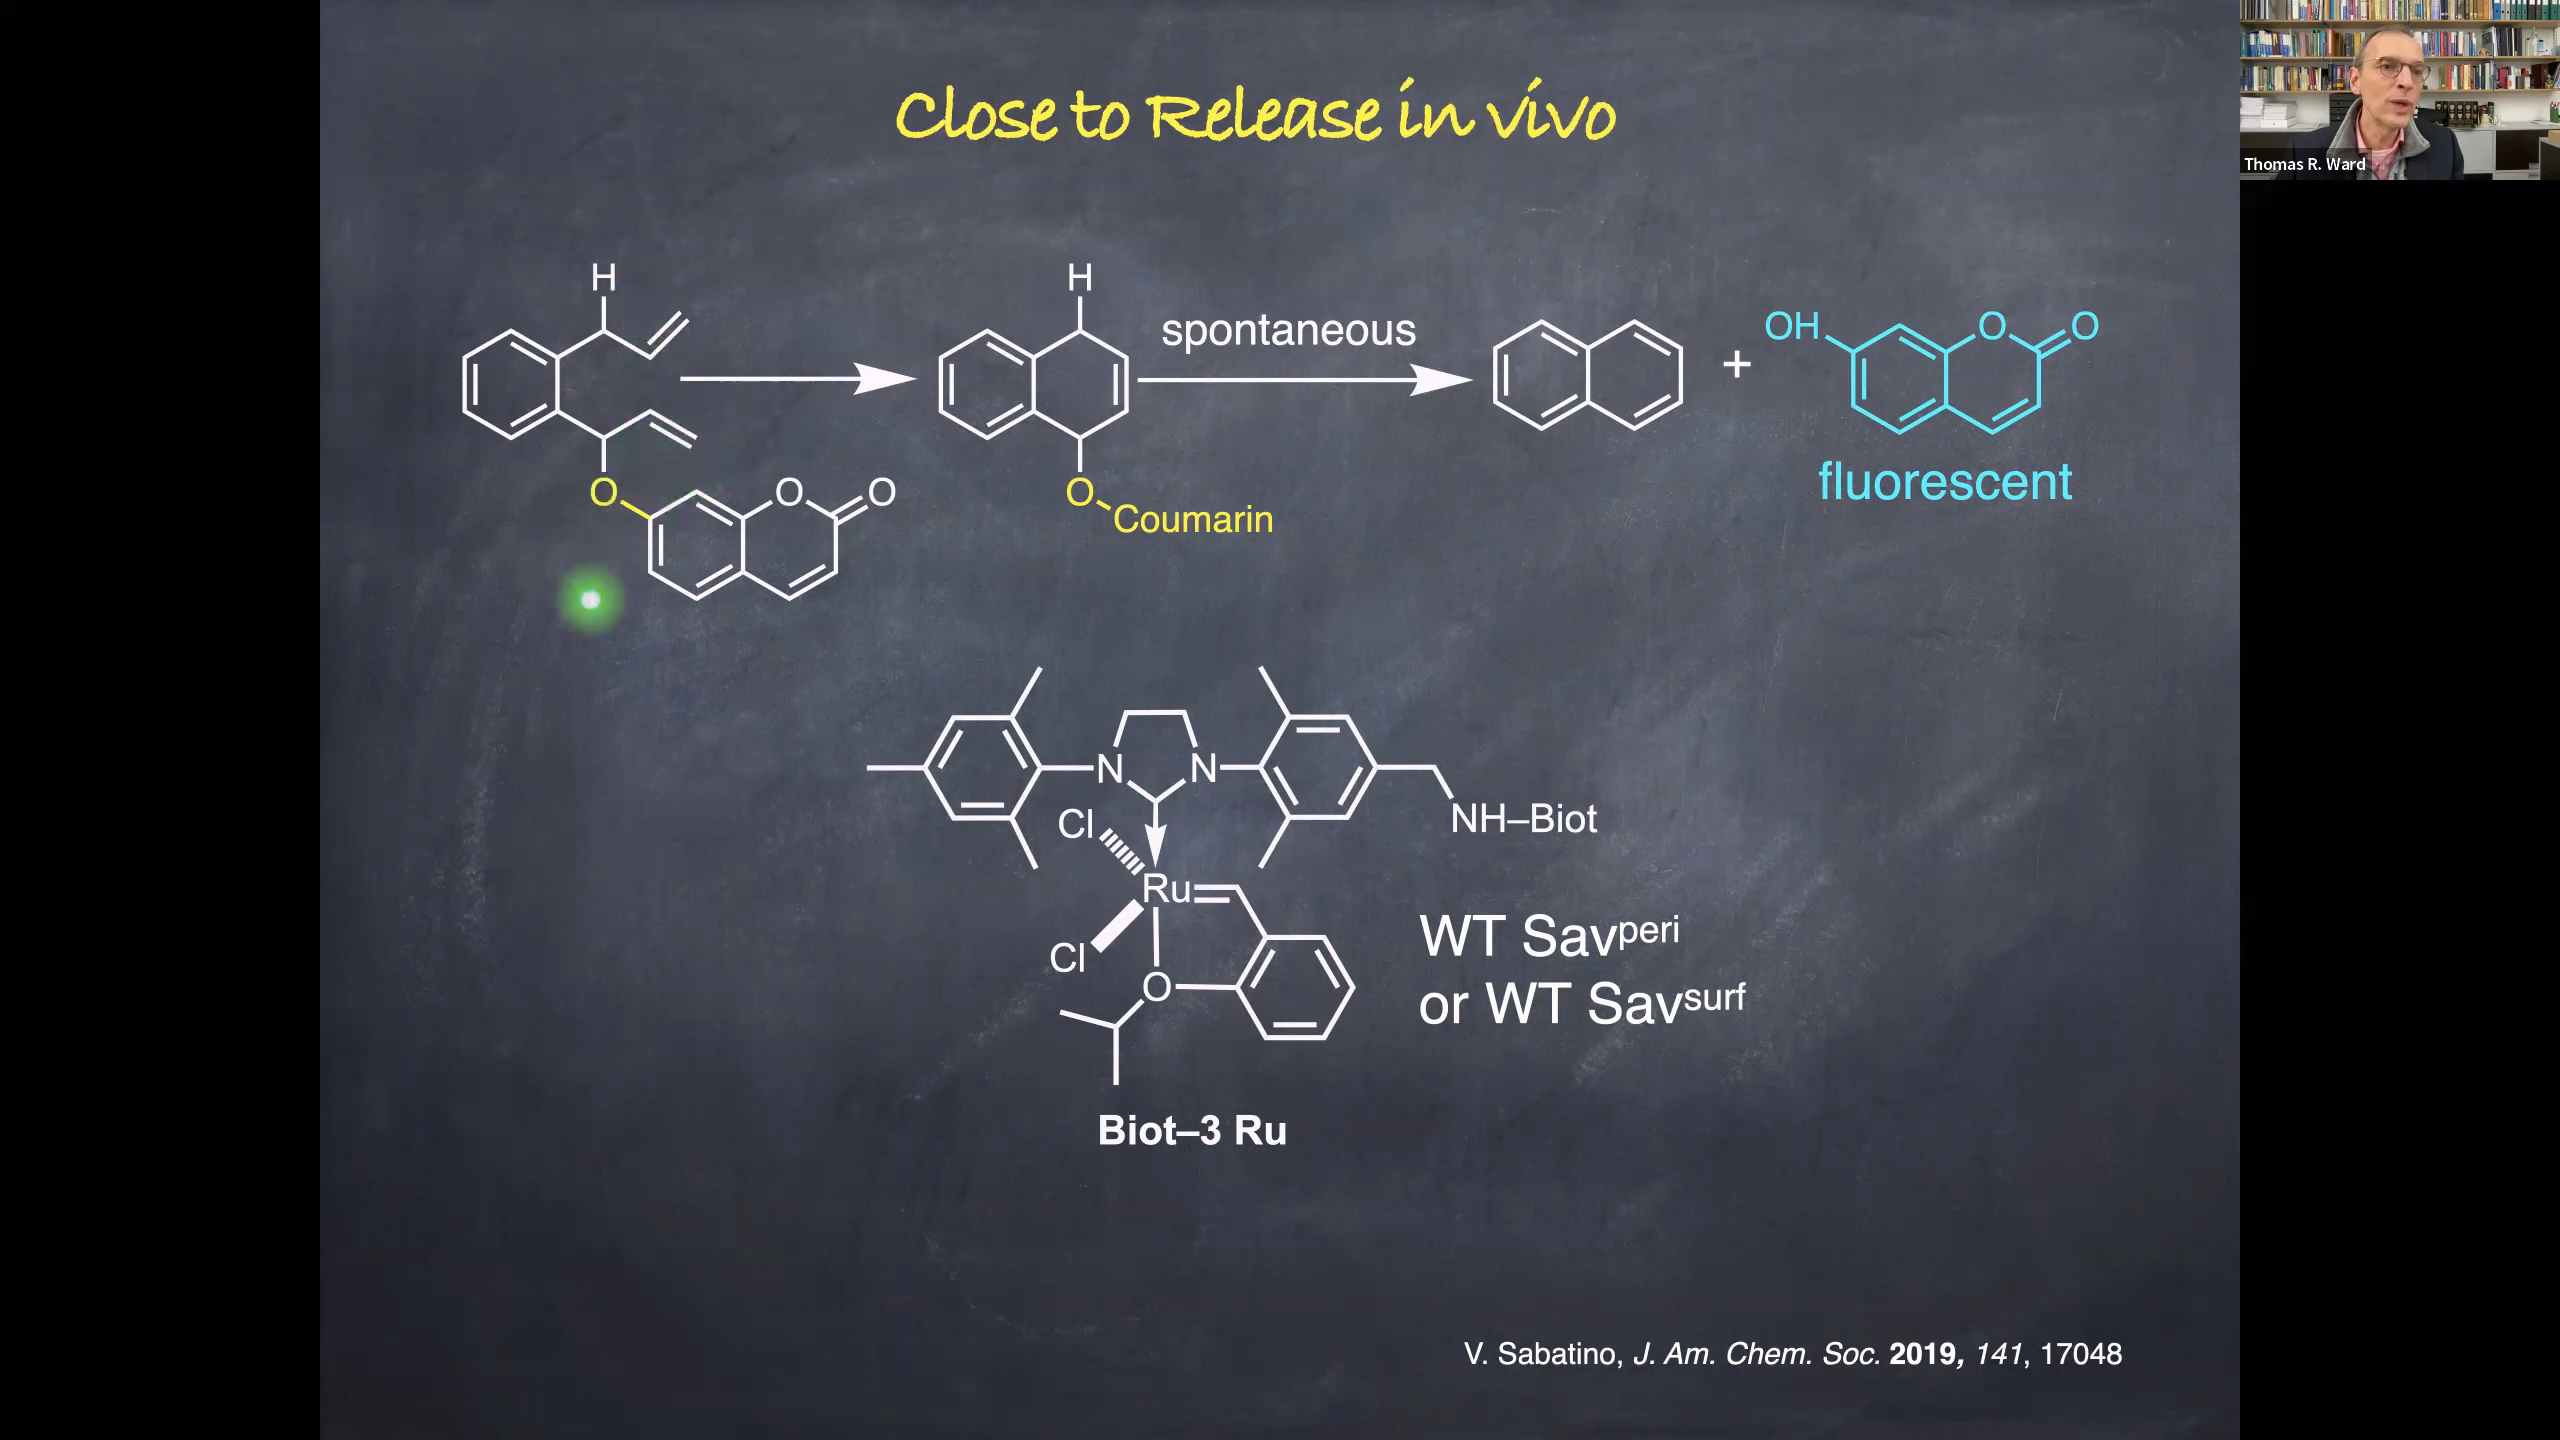 Close to Release in vivo
Thomas R. Ward
H
H
spontaneous
OH
O
O
+
O
O
O
O
Coumarin
fluorescent
N
N
Cl
NH–Biot
Ru
Cl
O
WT Savperi
or WT Savsurf
Biot–3 Ru
V. Sabatino, J. Am. Chem. Soc. 2019, 141, 17048